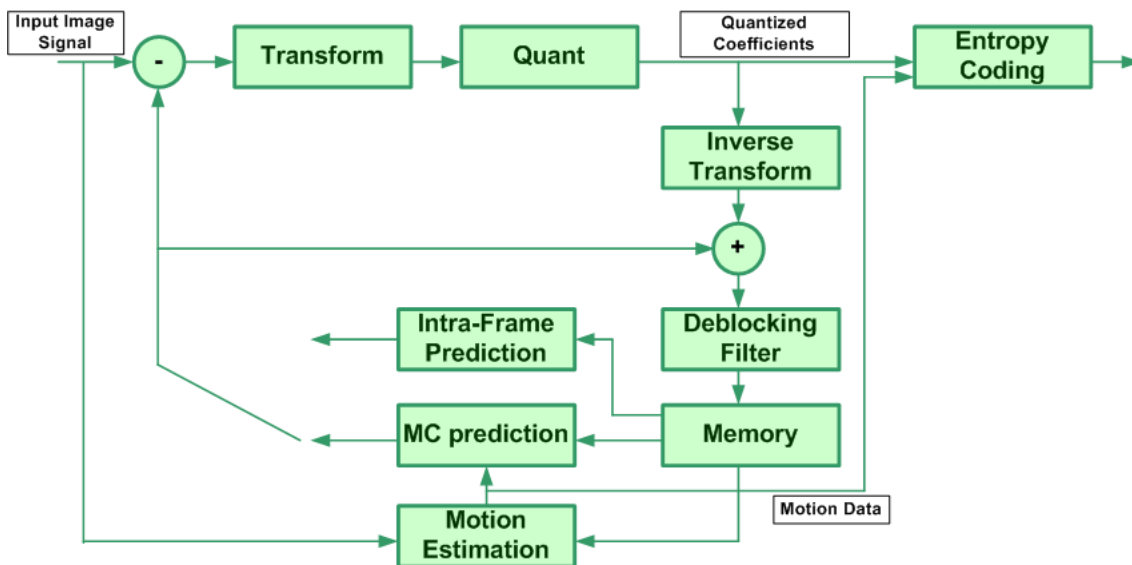 Input Image
Signal
-
Transform
Quant
Quantized
Coefficients
Entropy
Coding
Inverse
Transform
+
Intra-Frame
Prediction
Deblocking
Filter
MC prediction
Memory
Motion Data
Motion
Estimation